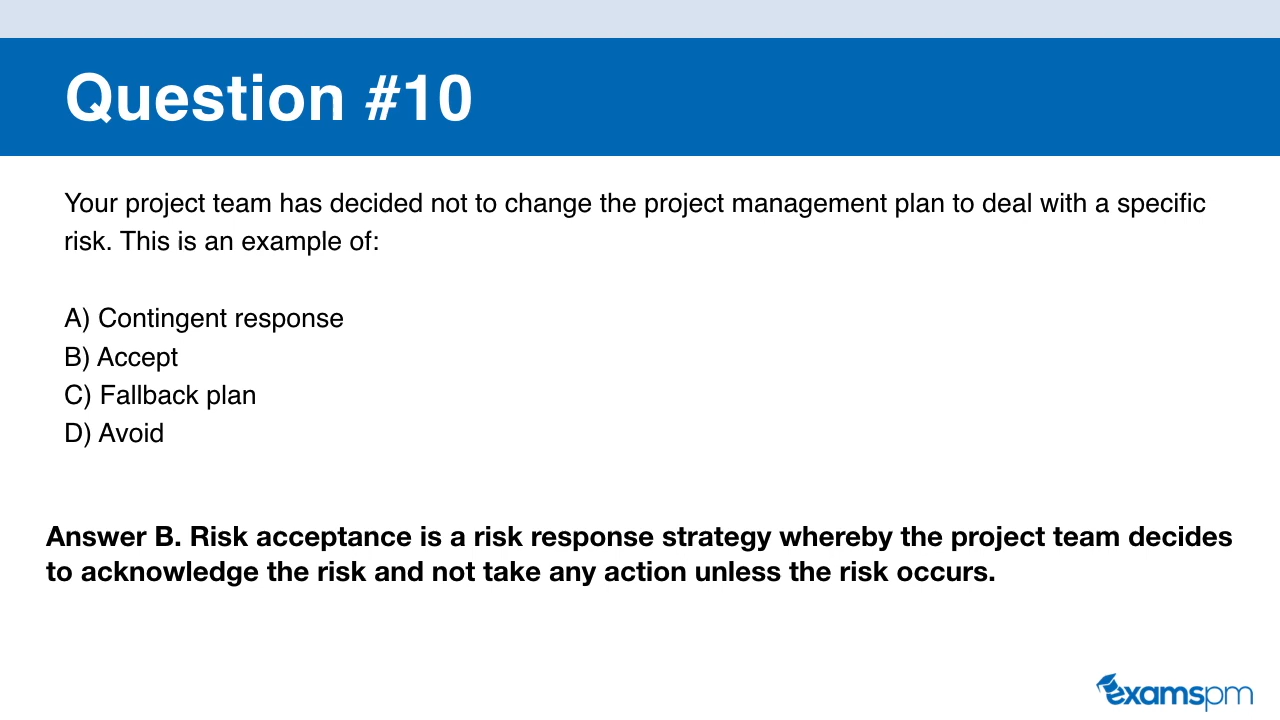 Question #10
Your project team has decided not to change the project management plan to deal with a specific
risk. This is an example of:
A) Contingent response
B) Accept
C) Fallback plan
D) Avoid
Answer B. Risk acceptance is a risk response strategy whereby the project team decides
to acknowledge the risk and not take any action unless the risk occurs.
examspm